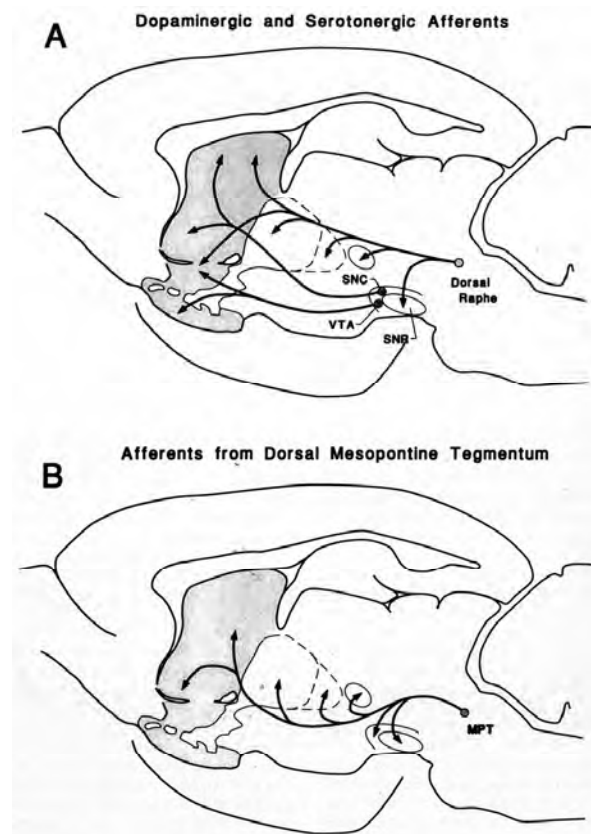 Dopaminergic and Serotonergic Afferents
A
SNC
Dorsal
Raphe
VTA
SNR
Afferents from Dorsal Mesopontine Tegmentum
B
MPT